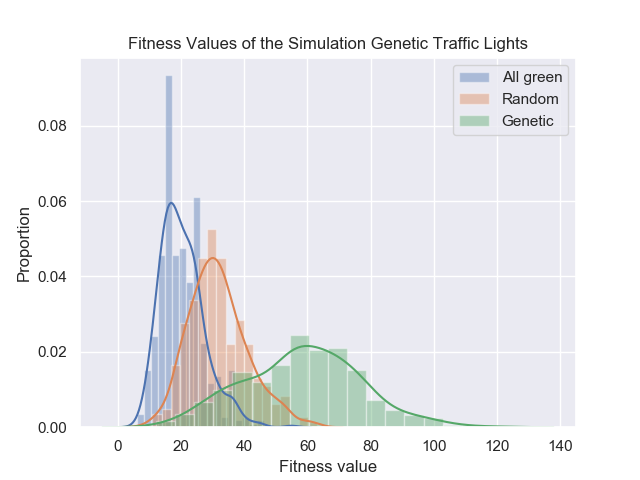 Fitness Values of the Simulation Genetic Traffic Lights
All green
Random
Genetic
Proportion
0.08
0.06
0.04
0.02
0.00
0 20 40 60 80 100 120 140
Fitness value